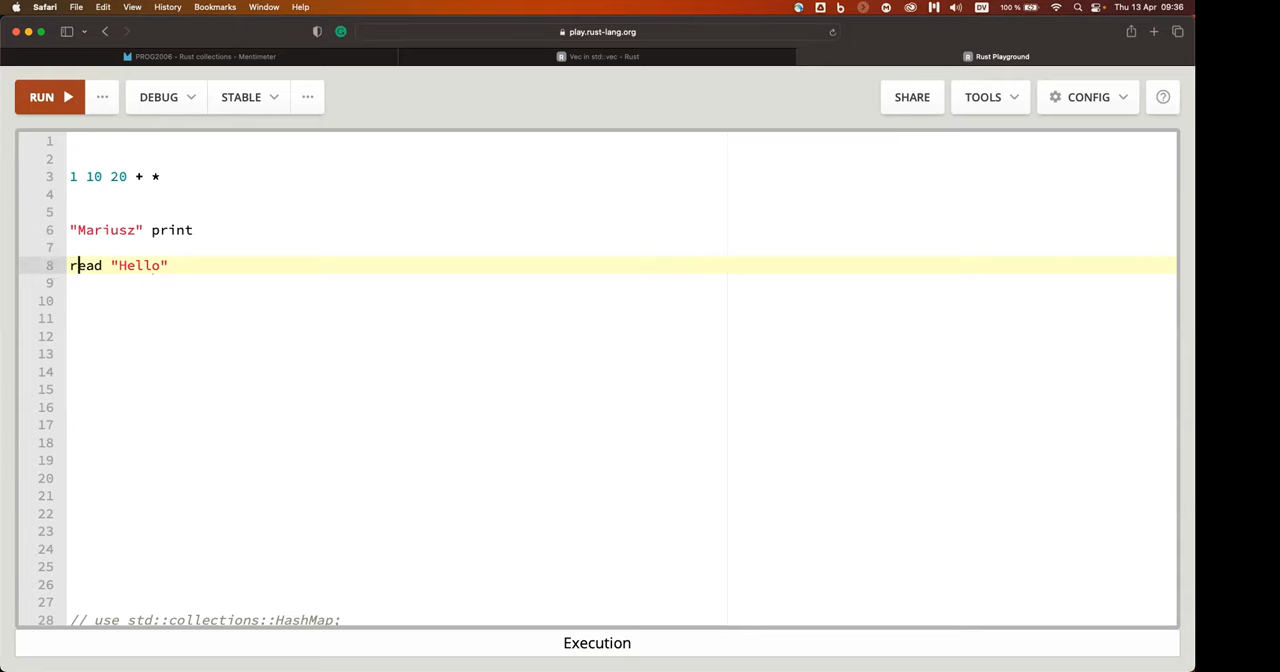 Safari File Edit View History Bookmarks Window Help DV 100 % Thu 13 Apr 09:36
play.rust-lang.org
PROG2006 - Rust collections - Mentimeter Vec in std::vec - Rust Rust Playground
RUN ••• DEBUG STABLE ••• SHARE TOOLS CONFIG ?
1
2
3 1 10 20 + *
4
5
6 "Mariusz" print
7
8 read "Hello"
9
10
11
12
13
14
15
16
17
18
19
20
21
22
23
24
25
26
27
28 // use std::collections::HashMap;
Execution